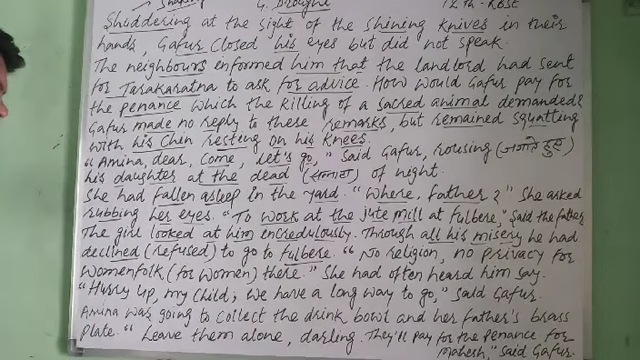 → Shaking G. Drought 12th - RBSE
Shuddering at the sight of the shining knives in their
hands, Gafur closed his eyes but did not speak.
The neighbours informed him that the landlord had sent
for Tarakaratna to ask for advice. How would Gafur pay for
the penance which the killing of a sacred animal demanded?
Gafur made no reply to these remarks, but remained squntting
with his chin resting on his knees.
"Amina, dear, come, let's go," said Gafur, rousing (जगाते हुए)
his daughter at the dead of night.
She had fallen asleep in the yard. "Where, father?" She asked
rubbing her eyes. "To work at the jute mill at fulbere," said the father
The girl looked at him incredulously. Through all his misery he had
declined (refused) to go to fulbere. "No religion, no privacy for
womenfolk (for women) there." She had often heard him say.
"Hurry up, my child; we have a long way to go," said Gafur.
Amina was going to collect the drink bowl and her father's brass
plate. "Leave them alone, darling. They'll pay for the penance for
Mahesh," said Gafur.